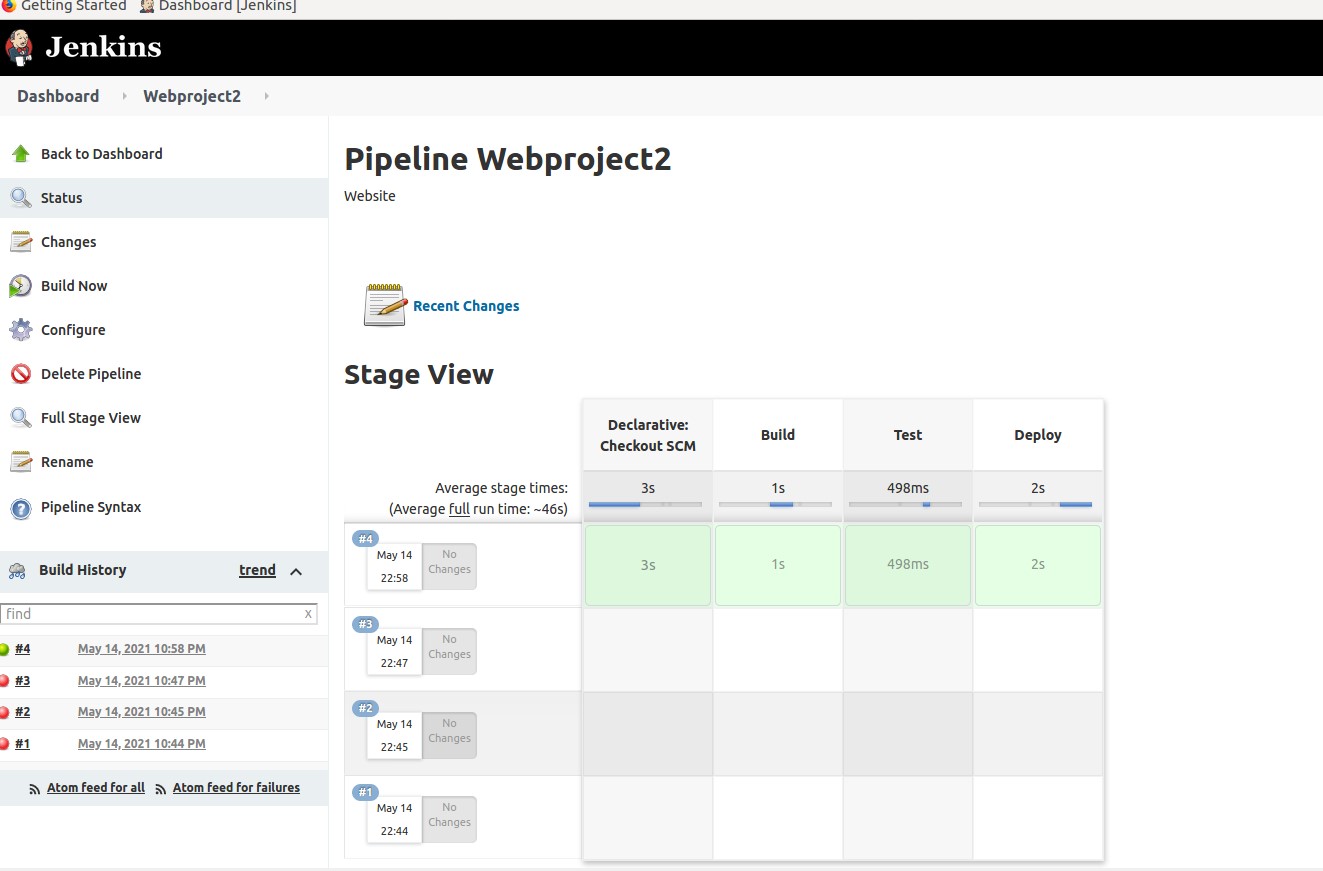 Getting Started Dashboard [Jenkins]
Jenkins
Dashboard Webproject2
Back to Dashboard
Status
Changes
Build Now
Configure
Delete Pipeline
Full Stage View
Rename
Pipeline Syntax
Build History trend
find x
#4 May 14, 2021 10:58 PM
#3 May 14, 2021 10:47 PM
#2 May 14, 2021 10:45 PM
#1 May 14, 2021 10:44 PM
Atom feed for all Atom feed for failures
Pipeline Webproject2
Website
Recent Changes
Stage View
Declarative:
Checkout SCM
Build
Test
Deploy
Average stage times:
(Average full run time: ~46s)
3s 1s 498ms 2s
#4
May 14
22:58
No
Changes
3s 1s 498ms 2s
#3
May 14
22:47
No
Changes
#2
May 14
22:45
No
Changes
#1
May 14
22:44
No
Changes